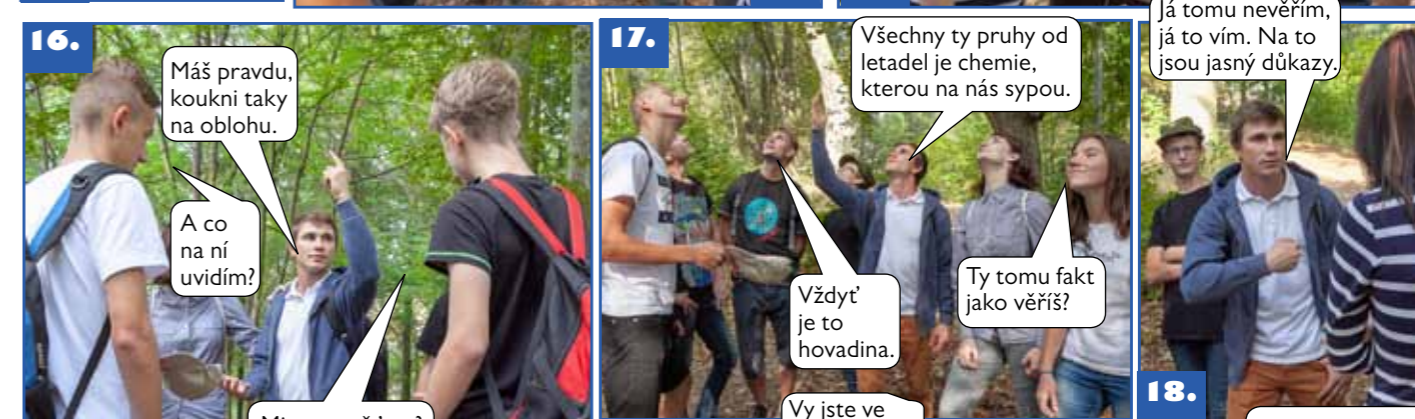 16.
Máš pravdu,
koukni taky
na oblohu.
A co
na ní
uvidím?
17.
Všechny ty pruhy od
letadel je chemie,
kterou na nás sypou.
Vždyť
je to
hovadina.
Ty tomu fakt
jako věříš?
Vy jste ve
Já tomu nevěřím,
já to vím. Na to
jsou jasný důkazy.
18.